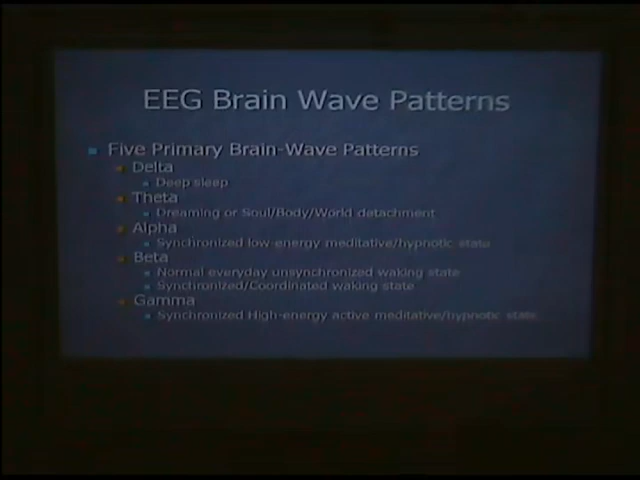 EEG Brain Wave Patterns
Five Primary Brain-Wave Patterns
Delta
Deep sleep
Theta
Dreaming or Soul/Body/World detachment
Alpha
Synchronized low-energy meditative/hypnotic state
Beta
Normal everyday unsynchronized waking state
Synchronized/Coordinated waking state
Gamma
Synchronized High-energy active meditative/hypnotic state